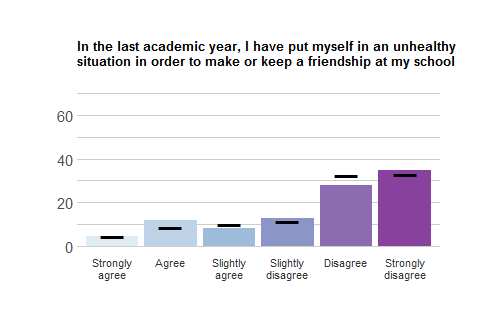 In the last academic year, I have put myself in an unhealthy
situation in order to make or keep a friendship at my school
60
40
20
0
Strongly
agree
Agree
Slightly
agree
Slightly
disagree
Disagree
Strongly
disagree